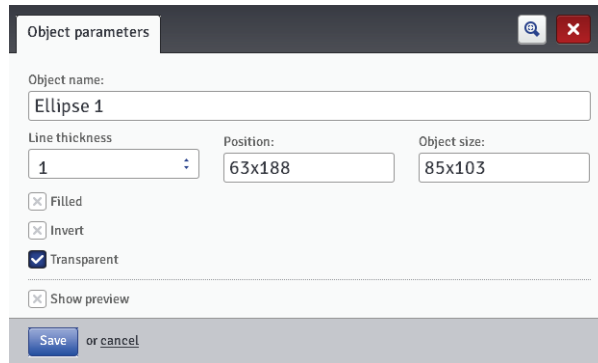 Object parameters
Object name:
Ellipse 1
Line thickness Position: Object size:
1 63x188 85x103
Filled
Invert
Transparent
Show preview
Save or cancel